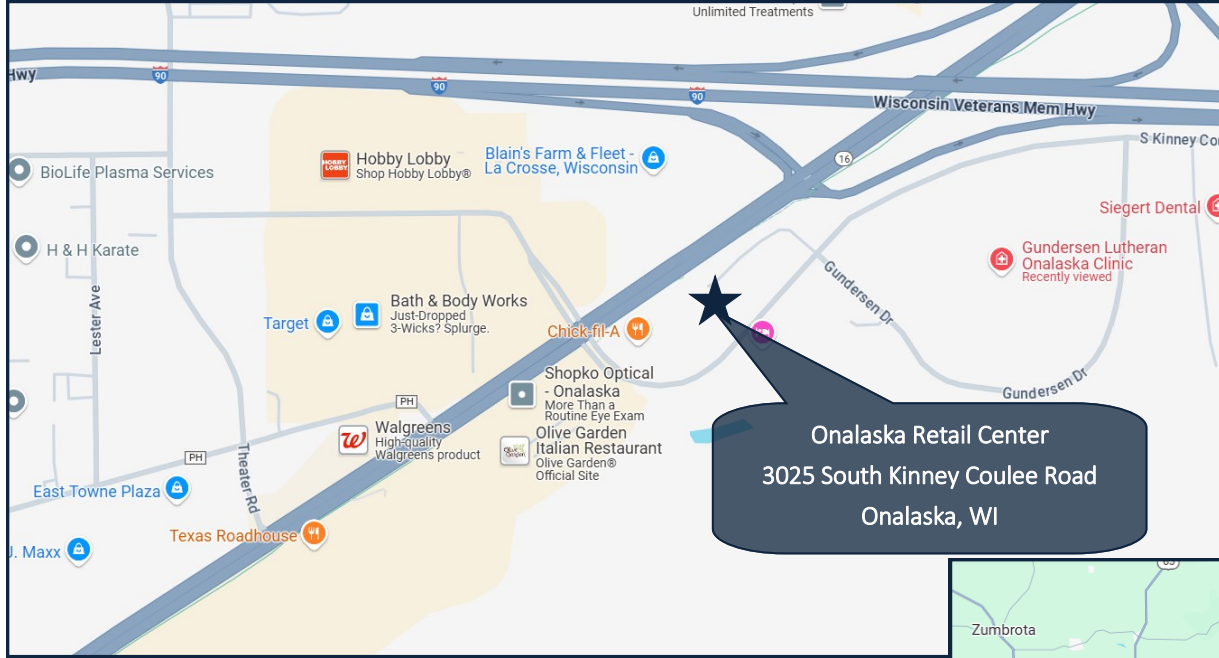 Unlimited Treatments
Hwy
90
90
90
Wisconsin Veterans Mem Hwy
16
S Kinney Co
BioLife Plasma Services
HOBBY
LOBBY
Hobby Lobby
Shop Hobby Lobby®
Blain's Farm & Fleet -
La Crosse, Wisconsin
Siegert Dental
H & H Karate
Gundersen Lutheran
Onalaska Clinic
Recently viewed
Gundersen Dr
Lester Ave
Target
Bath & Body Works
Just-Dropped
3-Wicks? Splurge.
Chick-fil-A
Shopko Optical
- Onalaska
More Than a
Routine Eye Exam
Gundersen Dr
PH
Walgreens
High-quality
Walgreens product
Olive Garden
Italian Restaurant
Olive Garden®
Official Site
PH
Theater Rd
East Towne Plaza
Texas Roadhouse
J. Maxx
Onalaska Retail Center
3025 South Kinney Coulee Road
Onalaska, WI
Zumbrota